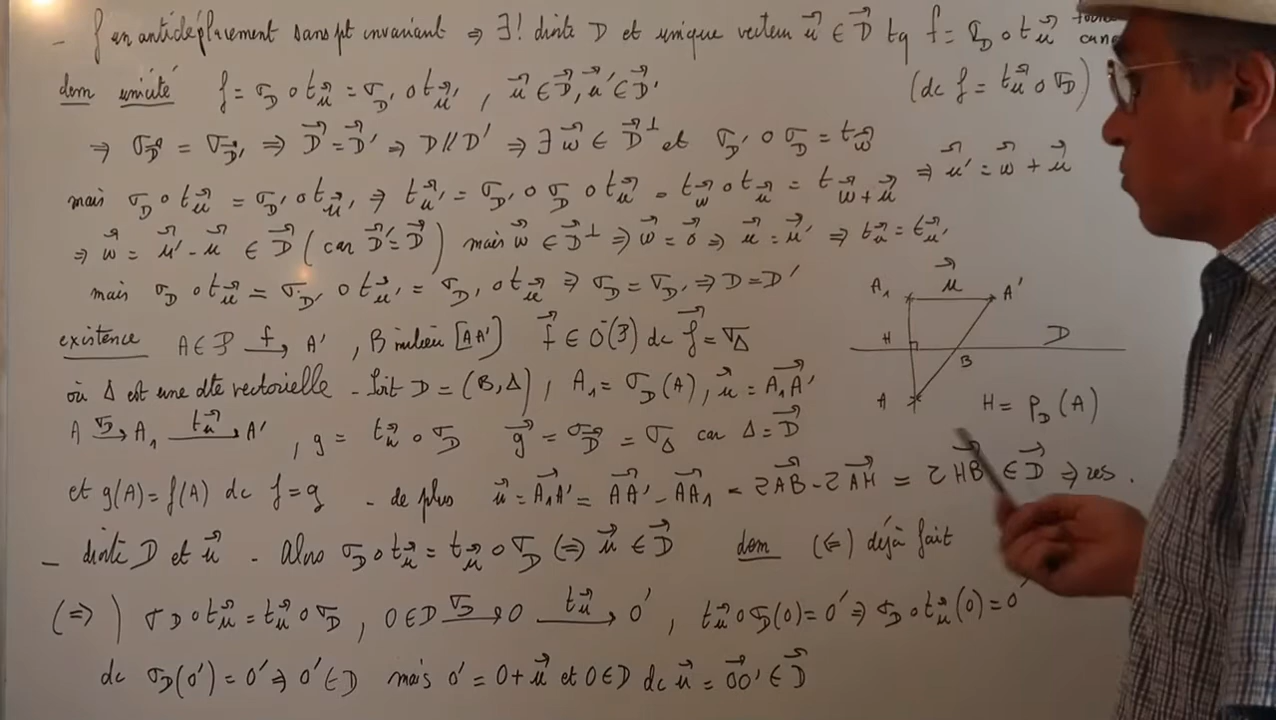 - f un antidéplacement sans pt invariant ⇒ ∃! droite D et unique vecteur u⃗ ∈ D⃗ tq f = σ_D ∘ t_u⃗
dem unicité f = σ_D ∘ t_u⃗ = σ_D' ∘ t_u⃗' , u⃗ ∈ D⃗, u⃗' ∈ D⃗' (dc f = t_u⃗ ∘ σ_D)
⇒ σ_D⃗ = σ_D⃗' ⇒ D⃗ = D⃗' ⇒ D // D' ⇒ ∃ w⃗ ∈ D⃗^⊥ et σ_D' ∘ σ_D = t_w⃗
mais σ_D ∘ t_u⃗ = σ_D' ∘ t_u⃗' ⇒ t_u⃗' = σ_D' ∘ σ_D ∘ t_u⃗ = t_w⃗ ∘ t_u⃗ = t_w⃗+u⃗ ⇒ u⃗' = w⃗ + u⃗
⇒ w⃗ = u⃗' - u⃗ ∈ D⃗ (car D⃗' = D⃗) mais w⃗ ∈ D⃗^⊥ ⇒ w⃗ = o⃗ ⇒ u⃗ = u⃗' ⇒ t_u⃗ = t_u⃗'
mais σ_D ∘ t_u⃗ = σ_D' ∘ t_u⃗' = σ_D' ∘ t_u⃗ ⇒ σ_D = σ_D' ⇒ D = D'
existence A ∈ P —f→ A' , B milieu [AA'] f⃗ ∈ O⁻(P⃗) dc f⃗ = σ_Δ
où Δ est une dte vectorielle - Soit D = (B, Δ) , A₁ = σ_D(A) , u⃗ = A₁A'⃗
A —σ_D→ A₁ —t_u⃗→ A' , g = t_u⃗ ∘ σ_D g⃗ = σ_D⃗ = σ_Δ car Δ = D⃗
et g(A) = f(A) dc f = g - de plus u⃗ = A₁A'⃗ = AA'⃗ - AA₁⃗ = 2AB⃗ - 2AH⃗ = 2HB⃗ ∈ D⃗ ⇒ res .
- droite D et u⃗ - Alors σ_D ∘ t_u⃗ = t_u⃗ ∘ σ_D ⇔ u⃗ ∈ D⃗ dem (⇐) déjà fait
(⇒) σ_D ∘ t_u⃗ = t_u⃗ ∘ σ_D , O ∈ D —σ_D→ O —t_u⃗→ O' , t_u⃗ ∘ σ_D(O) = O' ⇒ σ_D ∘ t_u⃗(O) = O'
dc σ_D(O') = O' ⇒ O' ∈ D mais O' = O + u⃗ et O ∈ D dc u⃗ = OO'⃗ ∈ D⃗
A₁ u⃗ A'
H B D
A H = p_D(A)